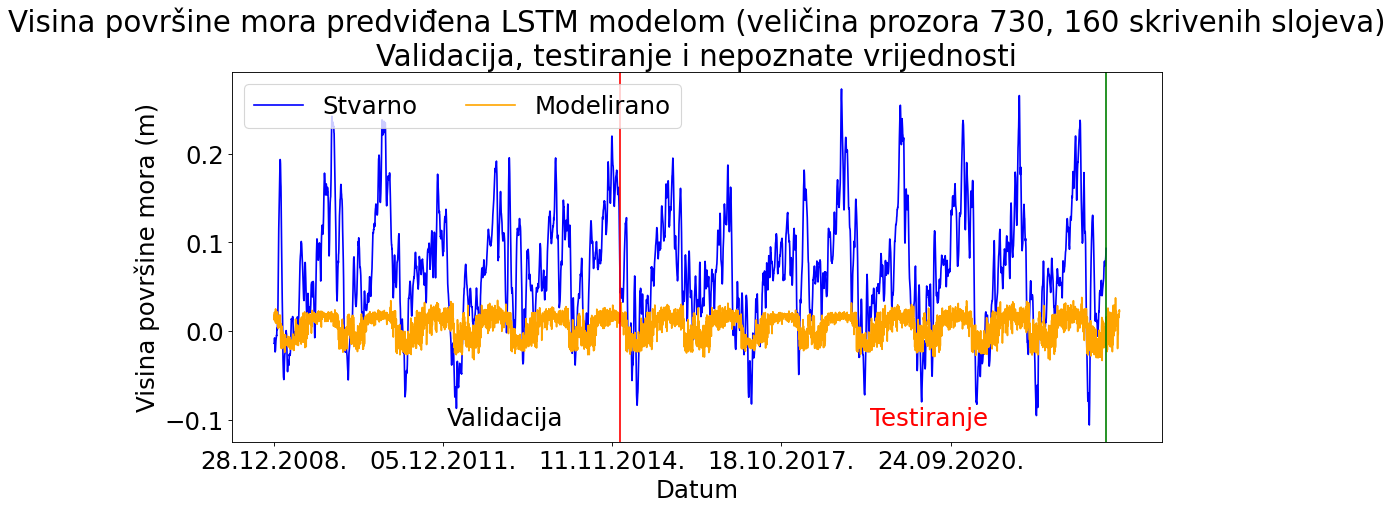 Visina površine mora predviđena LSTM modelom (veličina prozora 730, 160 skrivenih slojeva)
Validacija, testiranje i nepoznate vrijednosti
Stvarno
Modelirano
Visina površine mora (m)
0.2
0.1
0.0
−0.1
Validacija
Testiranje
28.12.2008.
05.12.2011.
11.11.2014.
18.10.2017.
24.09.2020.
Datum